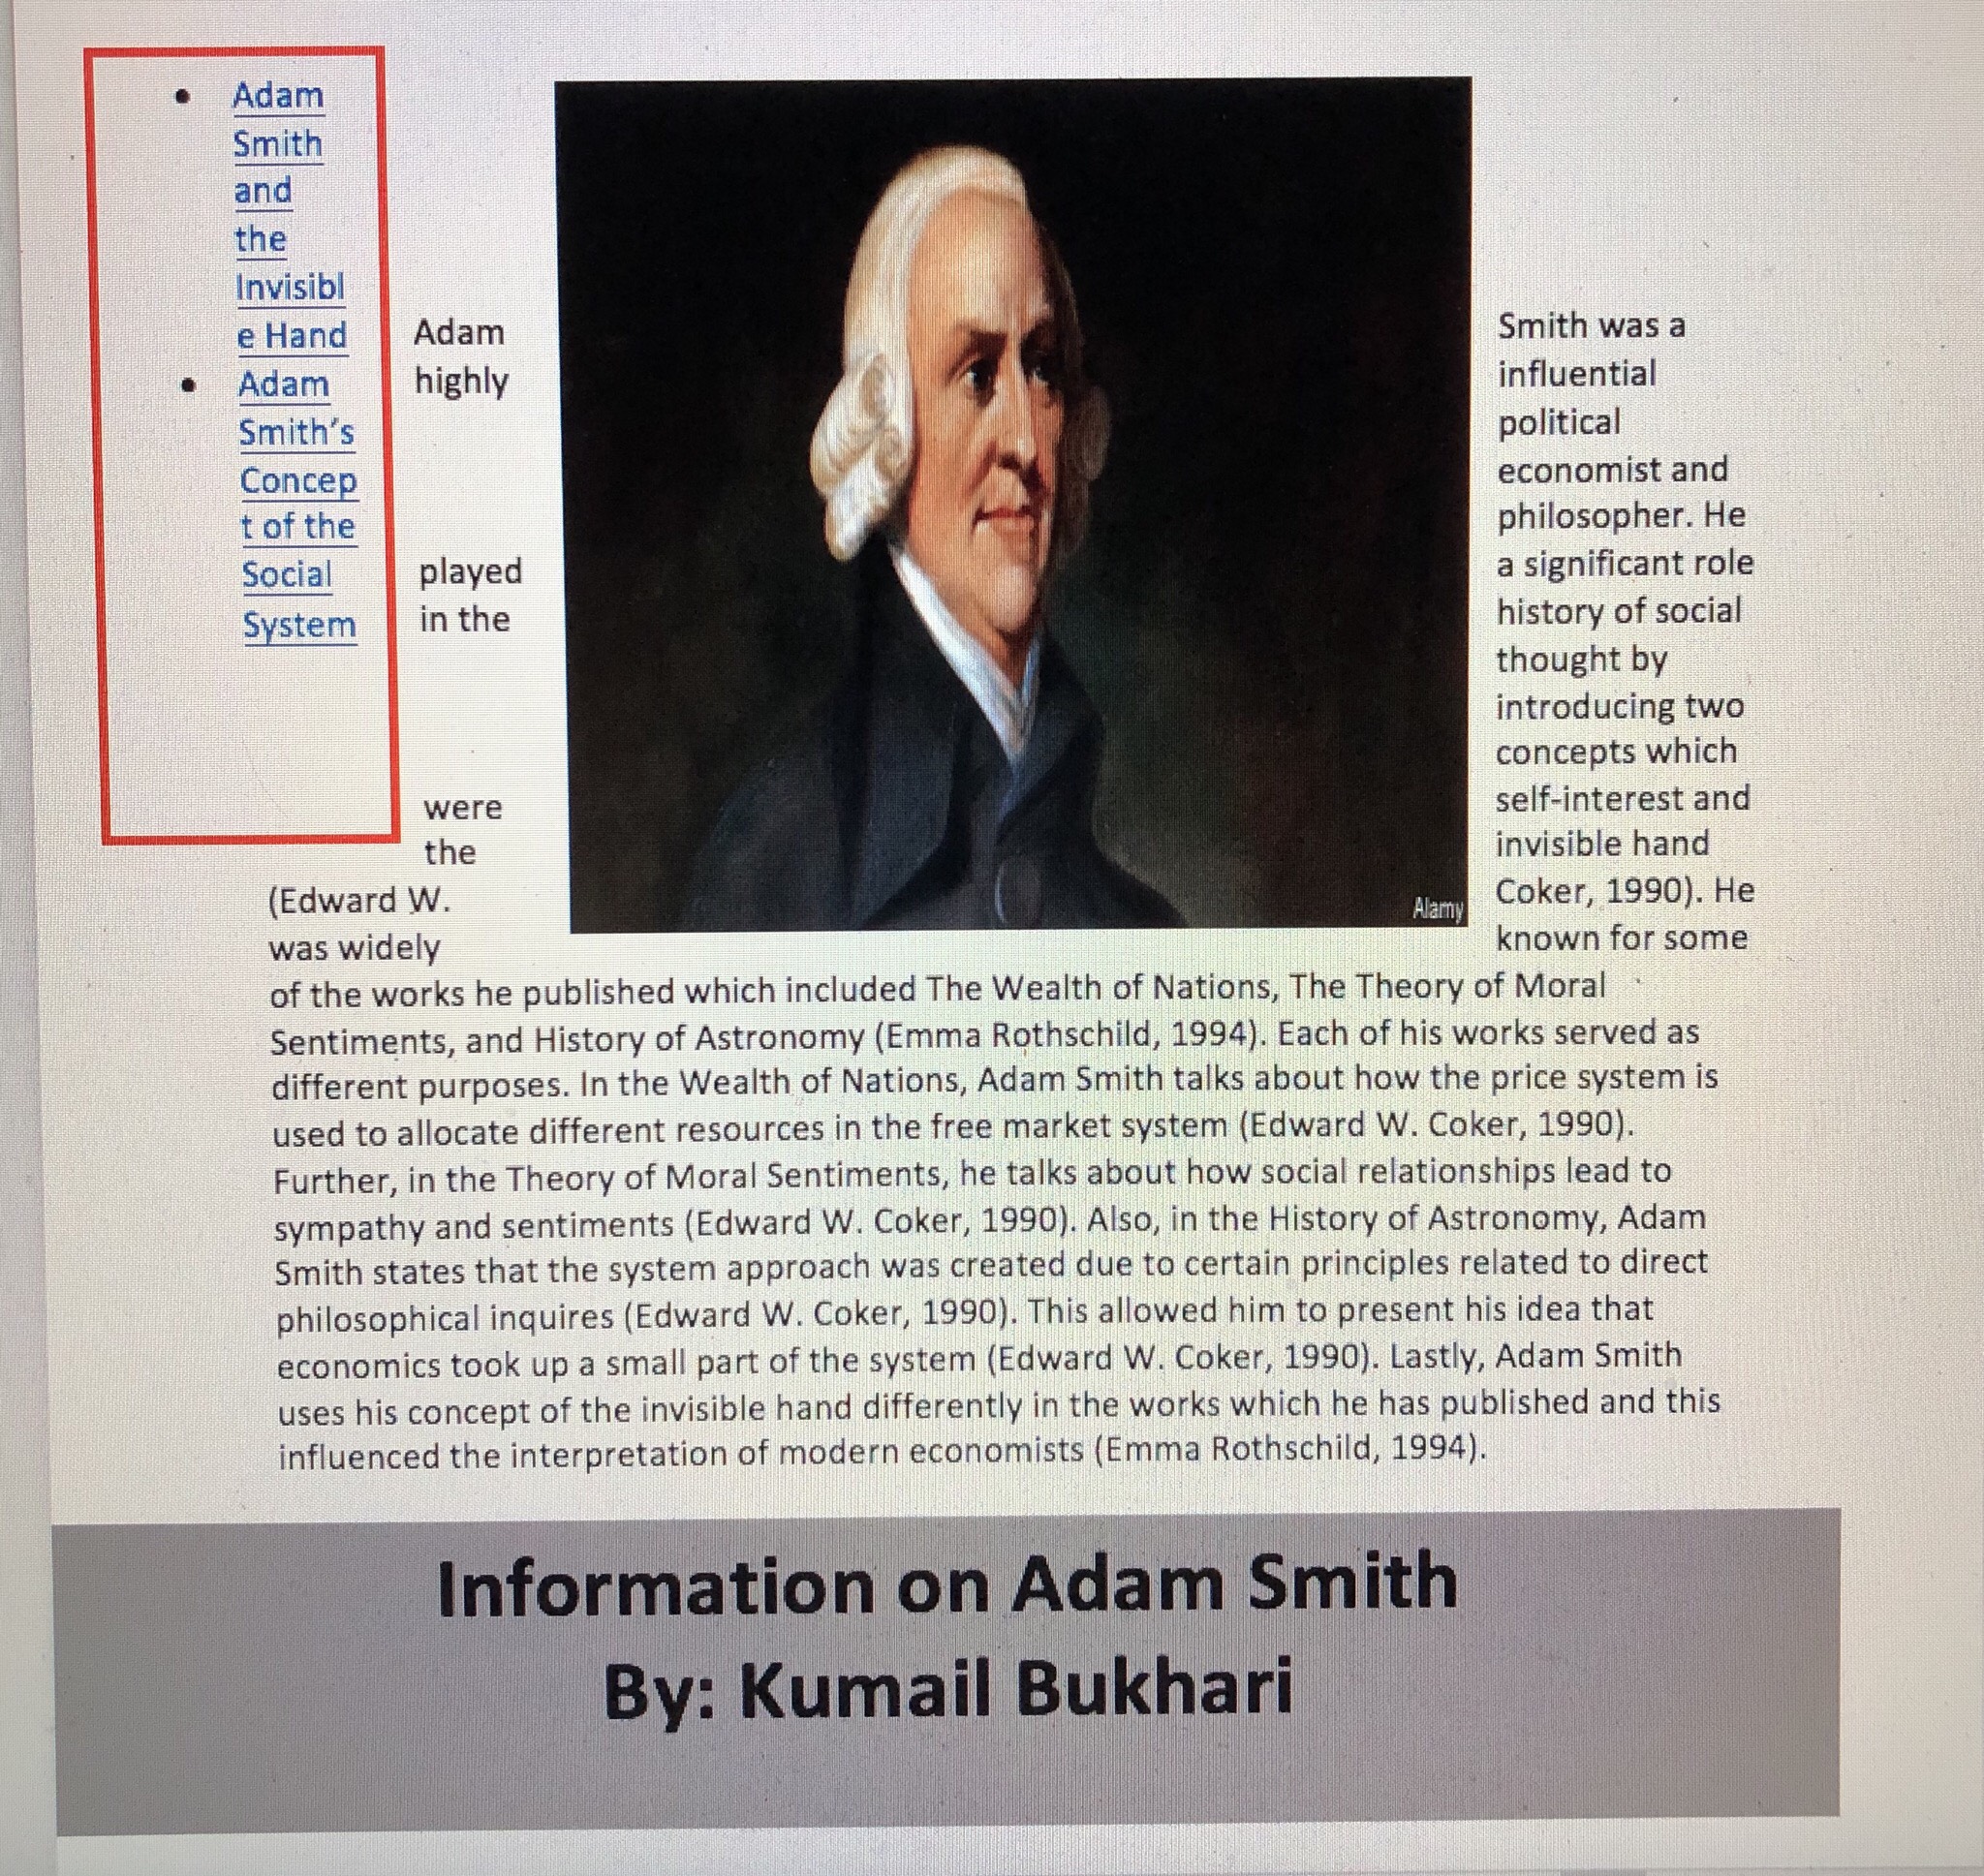 Adam
Smith
and
the
Invisibl
e Hand
Adam
Smith's
Concep
t of the
Social
System
Adam Smith was a
highly influential
political
economist and
philosopher. He
played a significant role
in the history of social
thought by
introducing two
concepts which
were self-interest and
the invisible hand
(Edward W. Coker, 1990). He
was widely known for some
Alamy
of the works he published which included The Wealth of Nations, The Theory of Moral
Sentiments, and History of Astronomy (Emma Rothschild, 1994). Each of his works served as
different purposes. In the Wealth of Nations, Adam Smith talks about how the price system is
used to allocate different resources in the free market system (Edward W. Coker, 1990).
Further, in the Theory of Moral Sentiments, he talks about how social relationships lead to
sympathy and sentiments (Edward W. Coker, 1990). Also, in the History of Astronomy, Adam
Smith states that the system approach was created due to certain principles related to direct
philosophical inquires (Edward W. Coker, 1990). This allowed him to present his idea that
economics took up a small part of the system (Edward W. Coker, 1990). Lastly, Adam Smith
uses his concept of the invisible hand differently in the works which he has published and this
influenced the interpretation of modern economists (Emma Rothschild, 1994).
Information on Adam Smith
By: Kumail Bukhari